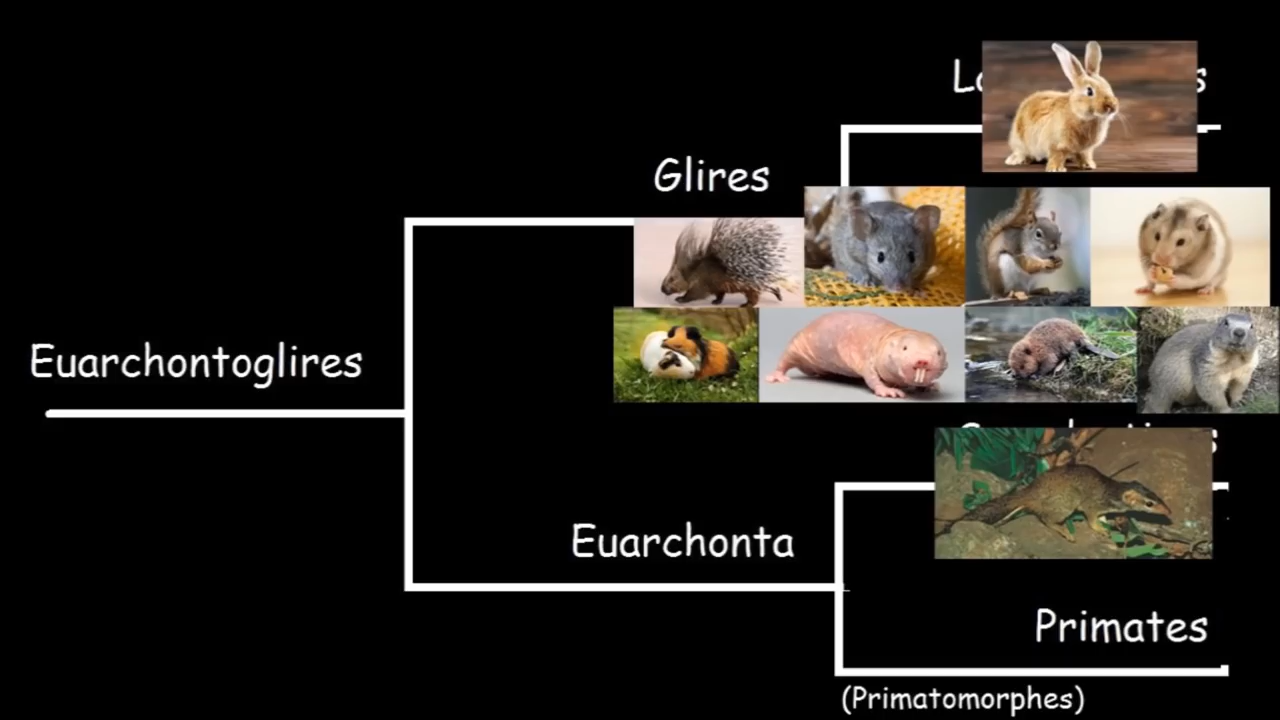 Glires
Euarchontoglires
Euarchonta
Primates
(Primatomorphes)